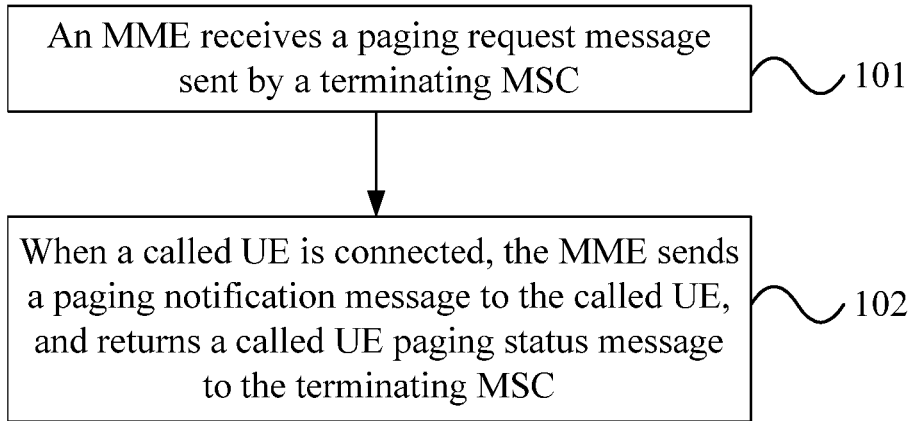 An MME receives a paging request message
sent by a terminating MSC
101
When a called UE is connected, the MME sends
a paging notification message to the called UE,
and returns a called UE paging status message
to the terminating MSC
102